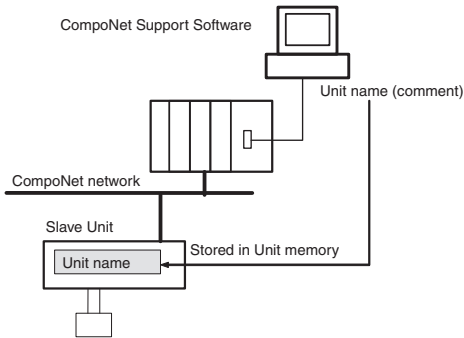 CompoNet Support Software
Unit name (comment)
CompoNet network
Slave Unit
Stored in Unit memory
Unit name